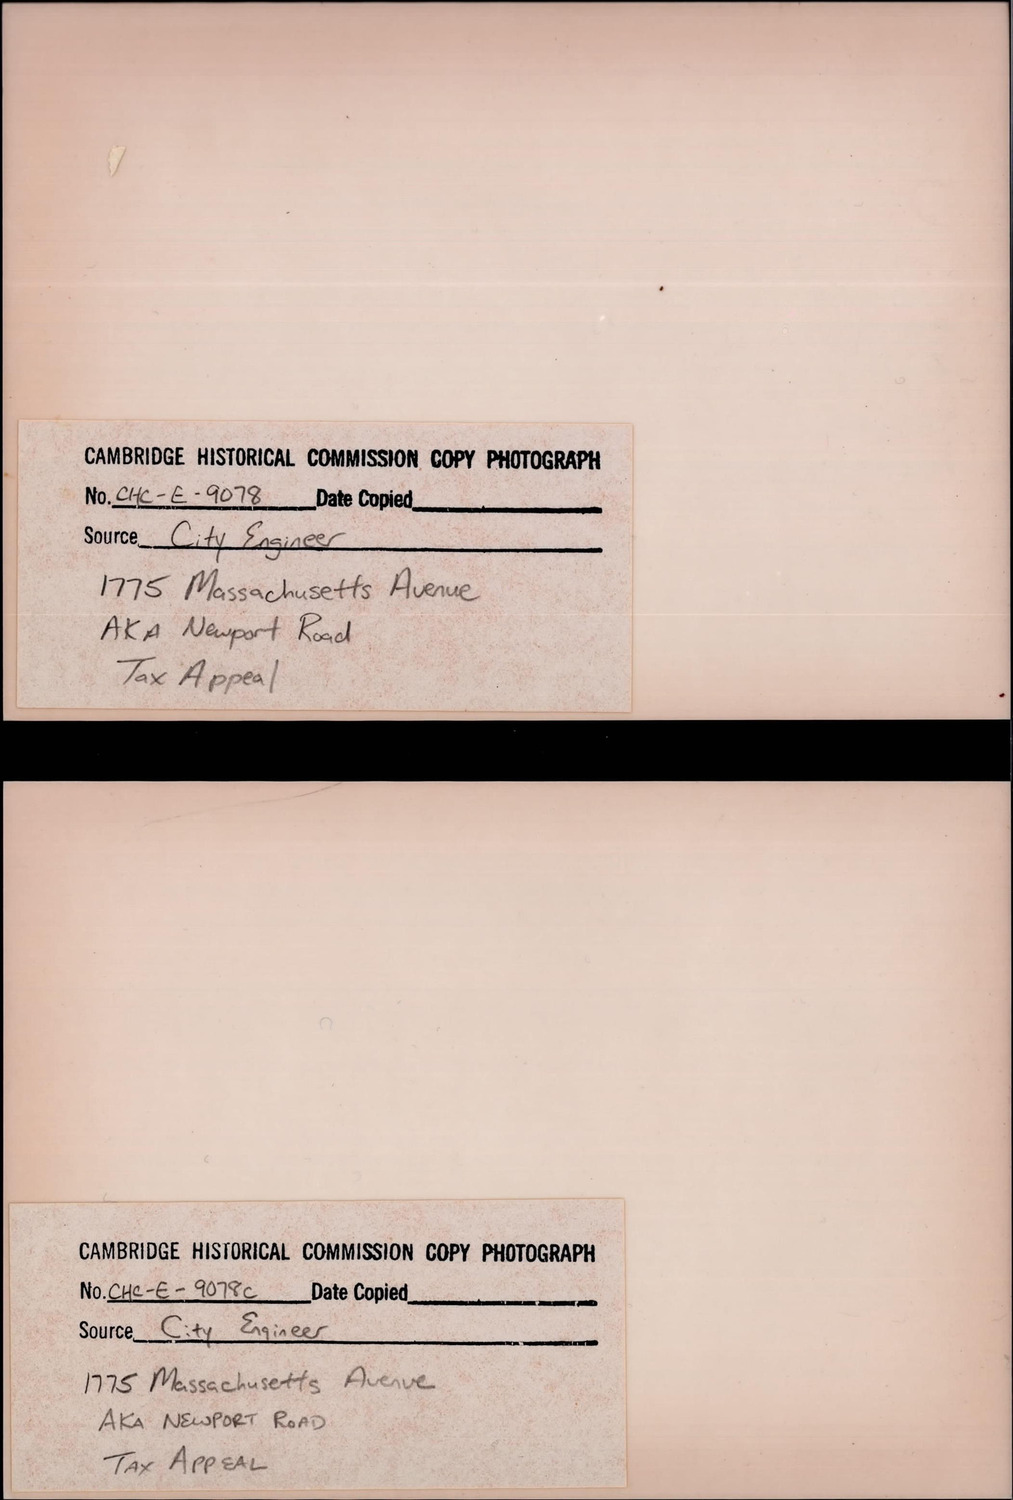 CAMBRIDGE HISTORICAL COMMISSION COPY PHOTOGRAPH
No. CHC-E-9078 Date Copied
Source City Engineer
1775 Massachusetts Avenue
AKA Newport Road
Tax Appeal
CAMBRIDGE HISTORICAL COMMISSION COPY PHOTOGRAPH
No. CHC-E-9078C Date Copied
Source City Engineer
1775 Massachusetts Avenue
AKA NEWPORT ROAD
TAX APPEAL